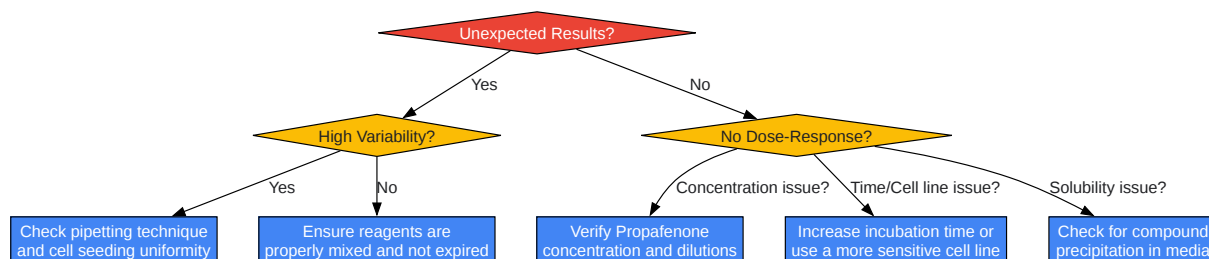 Unexpected Results?
Yes
No
High Variability?
No Dose-Response?
Yes
No
Concentration issue?
Time/Cell line issue?
Solubility issue?
Check pipetting technique
and cell seeding uniformity
Ensure reagents are
properly mixed and not expired
Verify Propafenone
concentration and dilutions
Increase incubation time or
use a more sensitive cell line
Check for compound
precipitation in media